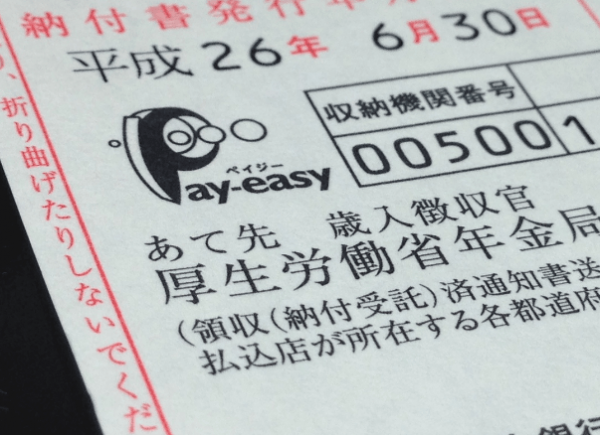 納付書発行年
平成26年 6月30日
収納機関番号
00500 1
ペイジー
Pay-easy
あて先 歳入徴収官
厚生労働省年金局
(領収(納付受託)済通知書送
払込店が所在する各都道府
銀行
、折り曲げたりしないでくだ